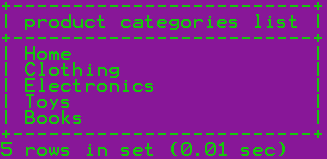 +---------------------------+
| product categories list |
+---------------------------+
| Home |
| Clothing |
| Electronics |
| Toys |
| Books |
+---------------------------+
5 rows in set (0.01 sec)